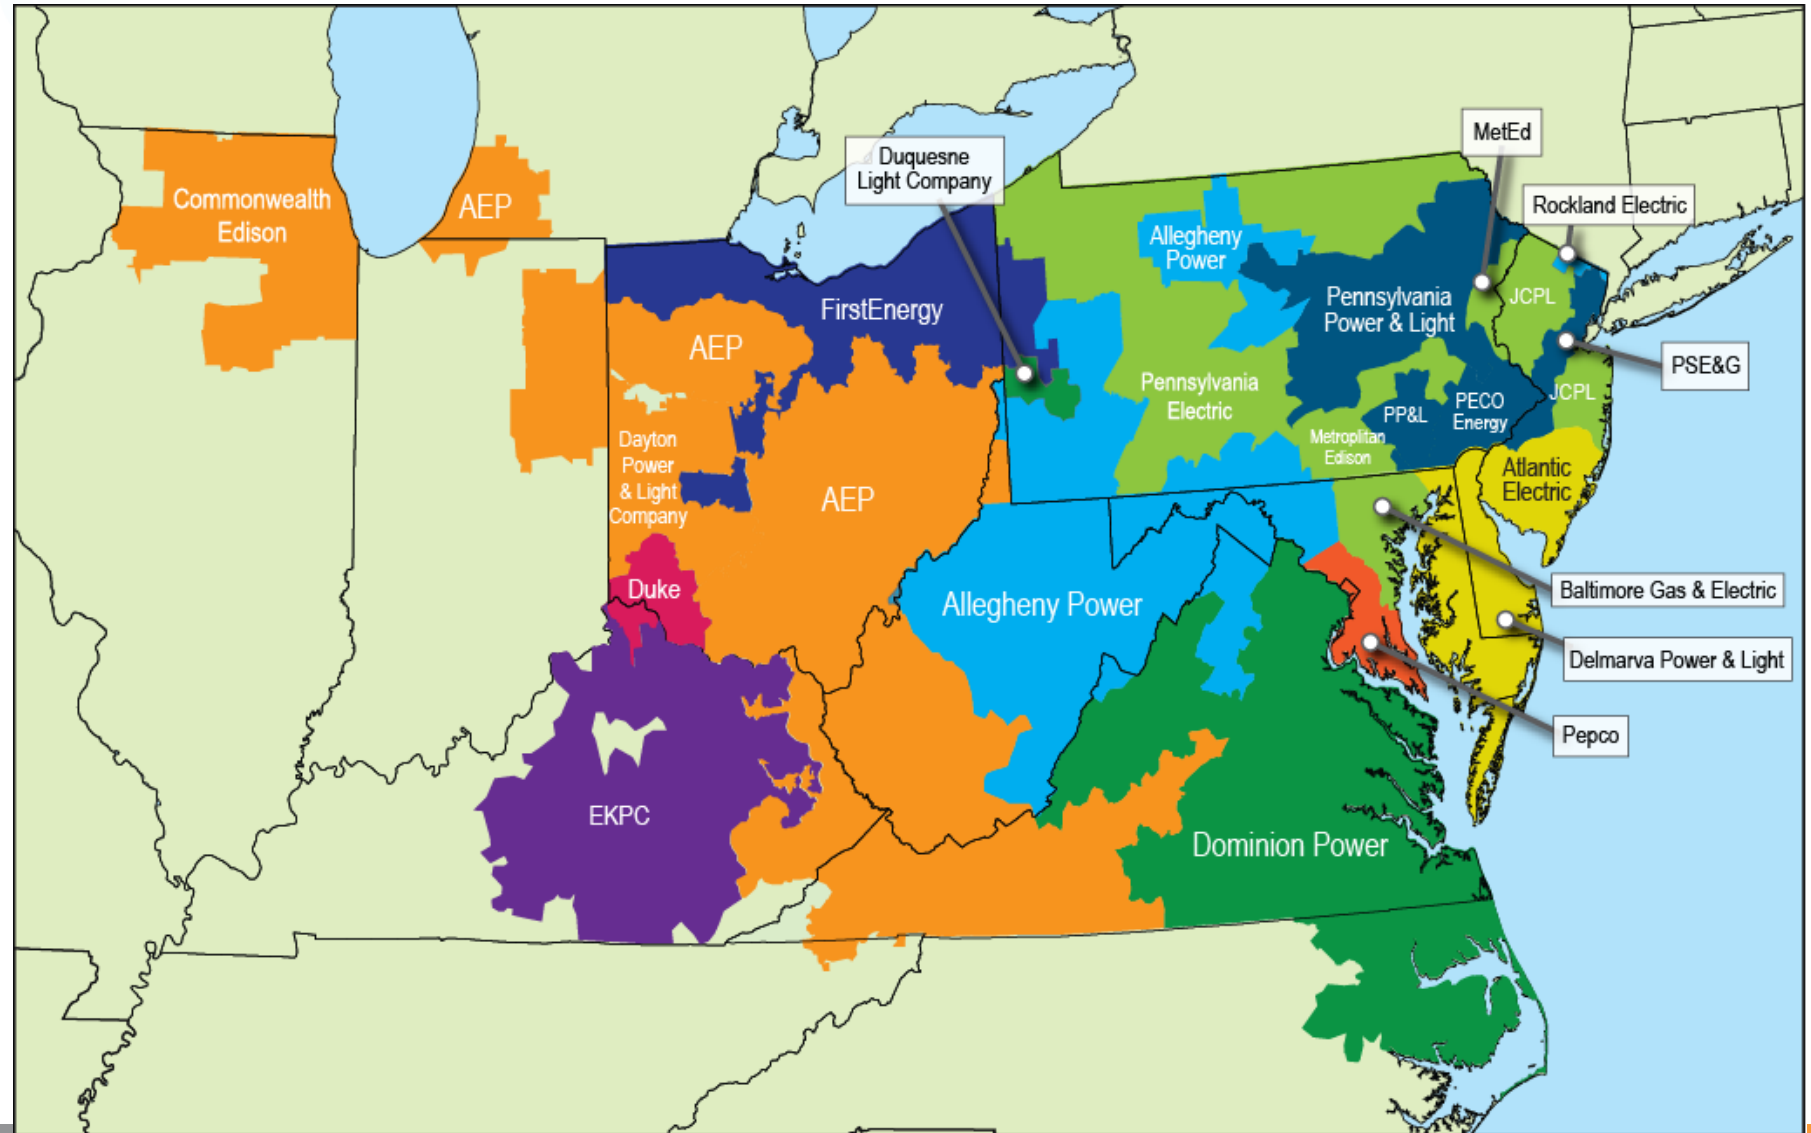 MetEd
Duquesne
Light Company
Commonwealth
Edison
AEP
Rockland Electric
Allegheny
Power
FirstEnergy
Pennsylvania
Power & Light
JCPL
AEP
PSE&G
Pennsylvania
Electric
JCPL
PP&L
PECO
Energy
Metroplitan
Edison
Dayton
Power
& Light
Company
AEP
Atlantic
Electric
Duke
Allegheny Power
Baltimore Gas & Electric
Delmarva Power & Light
Pepco
EKPC
Dominion Power